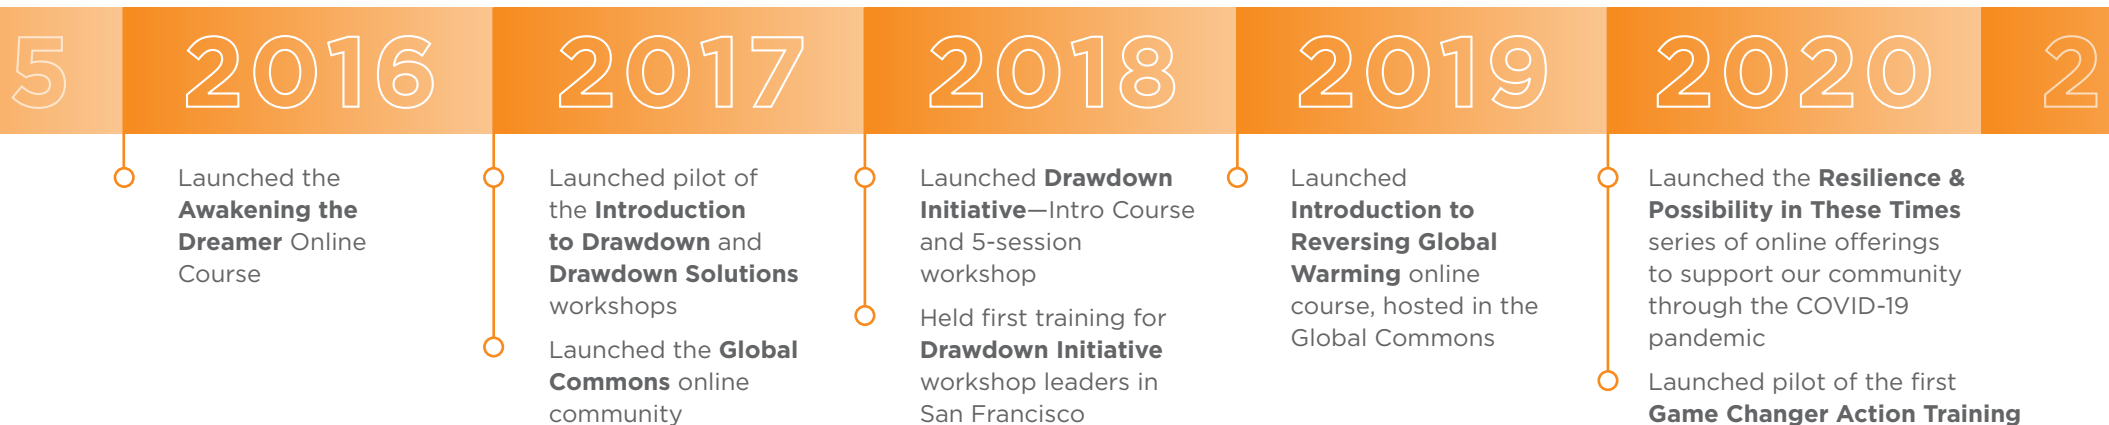 5
2016
2017
2018
2019
2020
2
Launched the
Awakening the
Dreamer Online
Course
Launched pilot of
the Introduction
to Drawdown and
Drawdown Solutions
workshops
Launched the Global
Commons online
community
Launched Drawdown
Initiative—Intro Course
and 5-session
workshop
Held first training for
Drawdown Initiative
workshop leaders in
San Francisco
Launched
Introduction to
Reversing Global
Warming online
course, hosted in the
Global Commons
Launched the Resilience &
Possibility in These Times
series of online offerings
to support our community
through the COVID-19
pandemic
Launched pilot of the first
Game Changer Action Training